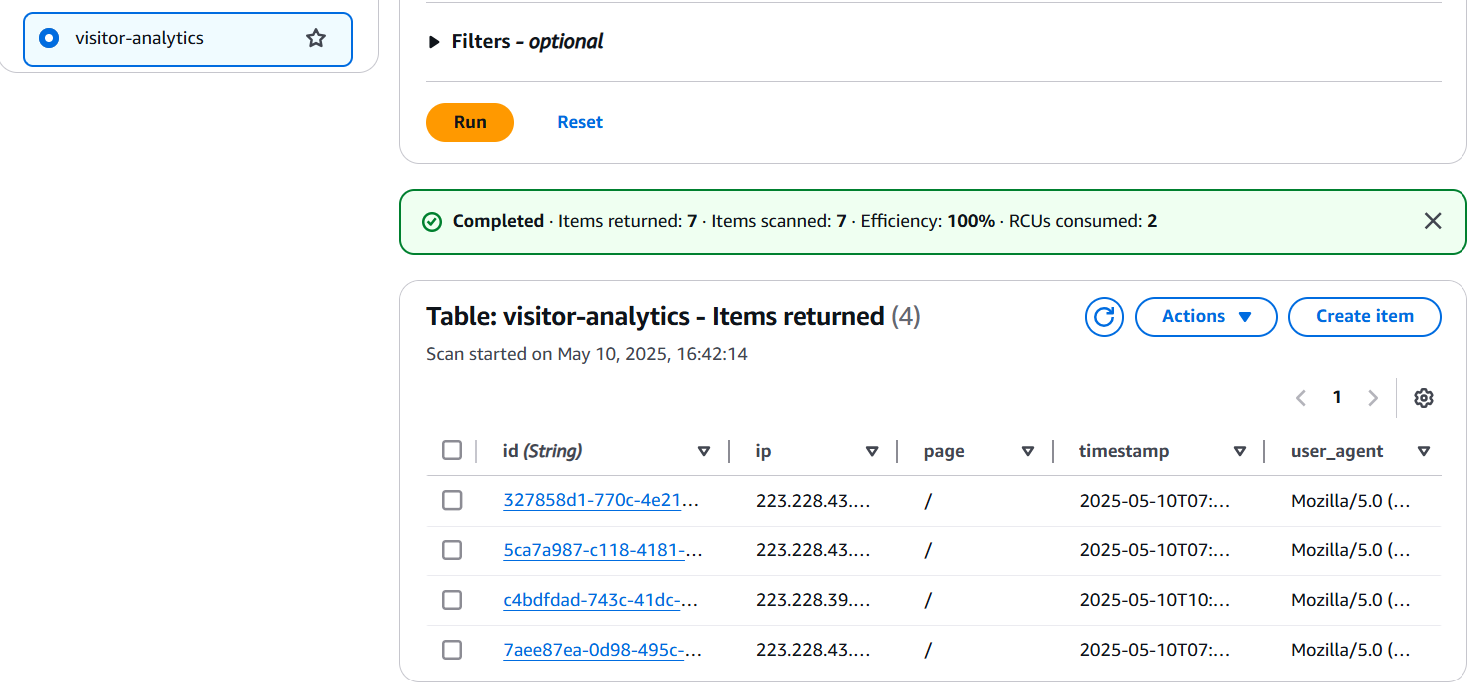 visitor-analytics
Filters - optional
Run Reset
Completed · Items returned: 7 · Items scanned: 7 · Efficiency: 100% · RCUs consumed: 2
Table: visitor-analytics - Items returned (4)
Actions
Create item
Scan started on May 10, 2025, 16:42:14
1
id (String) ip page timestamp user_agent
327858d1-770c-4e21... 223.228.43.... / 2025-05-10T07:... Mozilla/5.0 (...
5ca7a987-c118-4181-... 223.228.43.... / 2025-05-10T07:... Mozilla/5.0 (...
c4bdfdad-743c-41dc-... 223.228.39.... / 2025-05-10T10:... Mozilla/5.0 (...
7aee87ea-0d98-495c-... 223.228.43.... / 2025-05-10T07:... Mozilla/5.0 (...